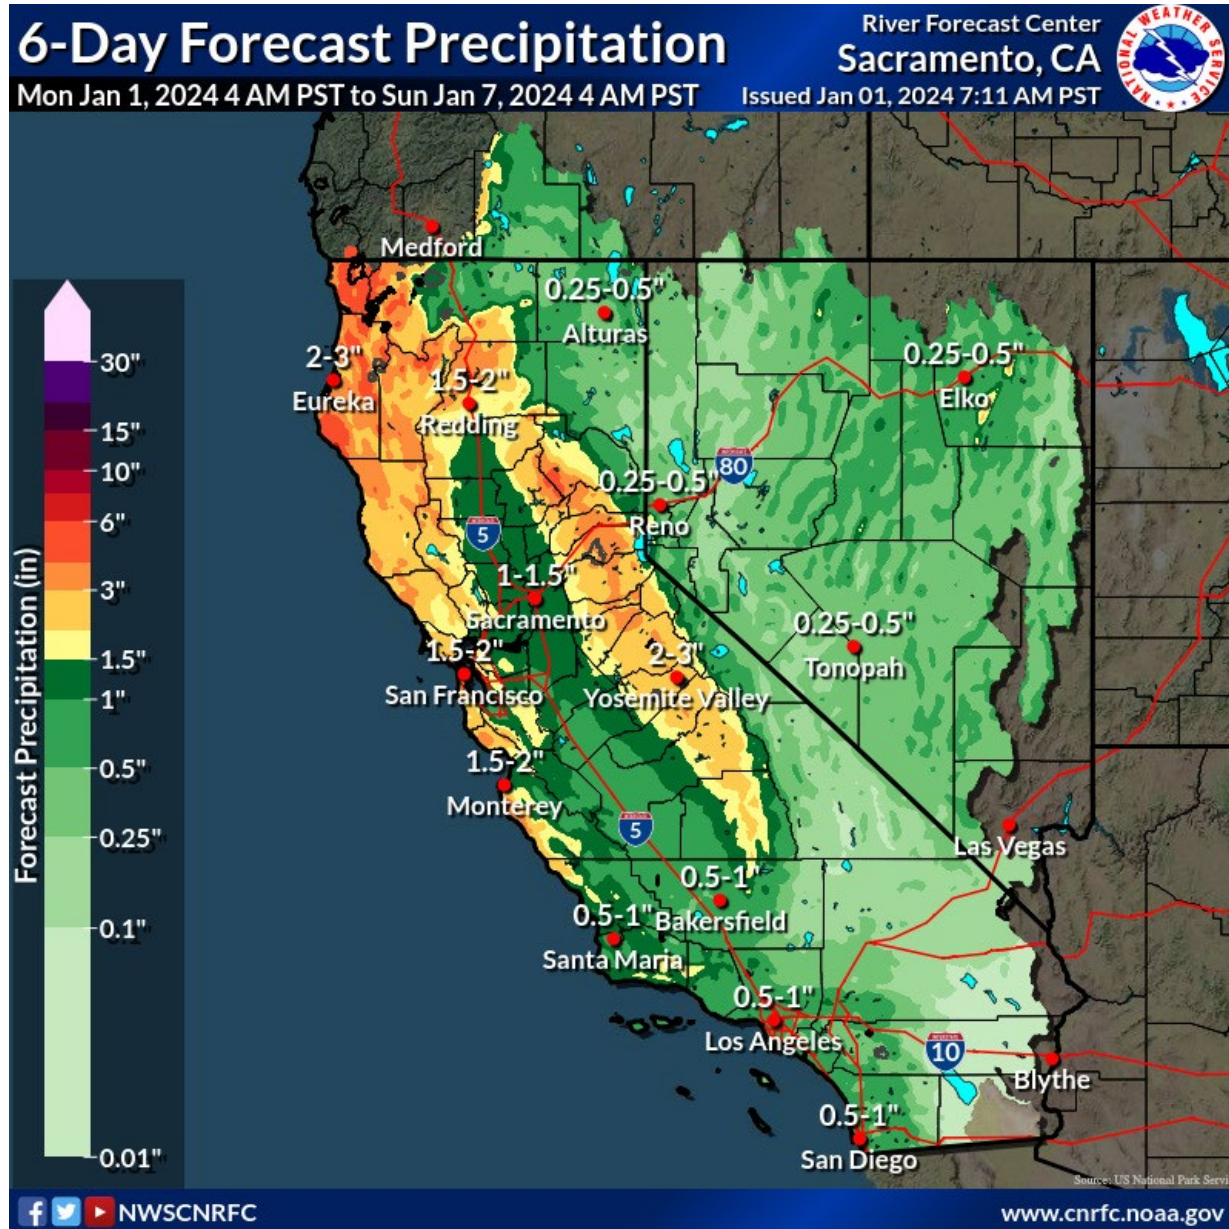 6-Day Forecast Precipitation
Mon Jan 1, 2024 4 AM PST to Sun Jan 7, 2024 4 AM PST
River Forecast Center
Sacramento, CA
Issued Jan 01, 2024 7:11 AM PST
NATIONAL WEATHER SERVICE
Medford
0.25-0.5"
Alturas
2-3"
Eureka
1.5-2"
Redding
0.25-0.5"
Elko
80
0.25-0.5"
Reno
5
1-1.5"
Sacramento
1.5-2"
San Francisco
2-3"
Yosemite Valley
0.25-0.5"
Tonopah
1.5-2"
Monterey
5
Las Vegas
0.5-1"
Bakersfield
0.5-1"
Santa Maria
0.5-1"
Los Angeles
10
Blythe
0.5-1"
San Diego
Forecast Precipitation (in)
30"
15"
10"
6"
3"
1.5"
1"
0.5"
0.25"
0.1"
0.01"
Source: US National Park Servi
NWSCNRFC
www.cnrfc.noaa.gov